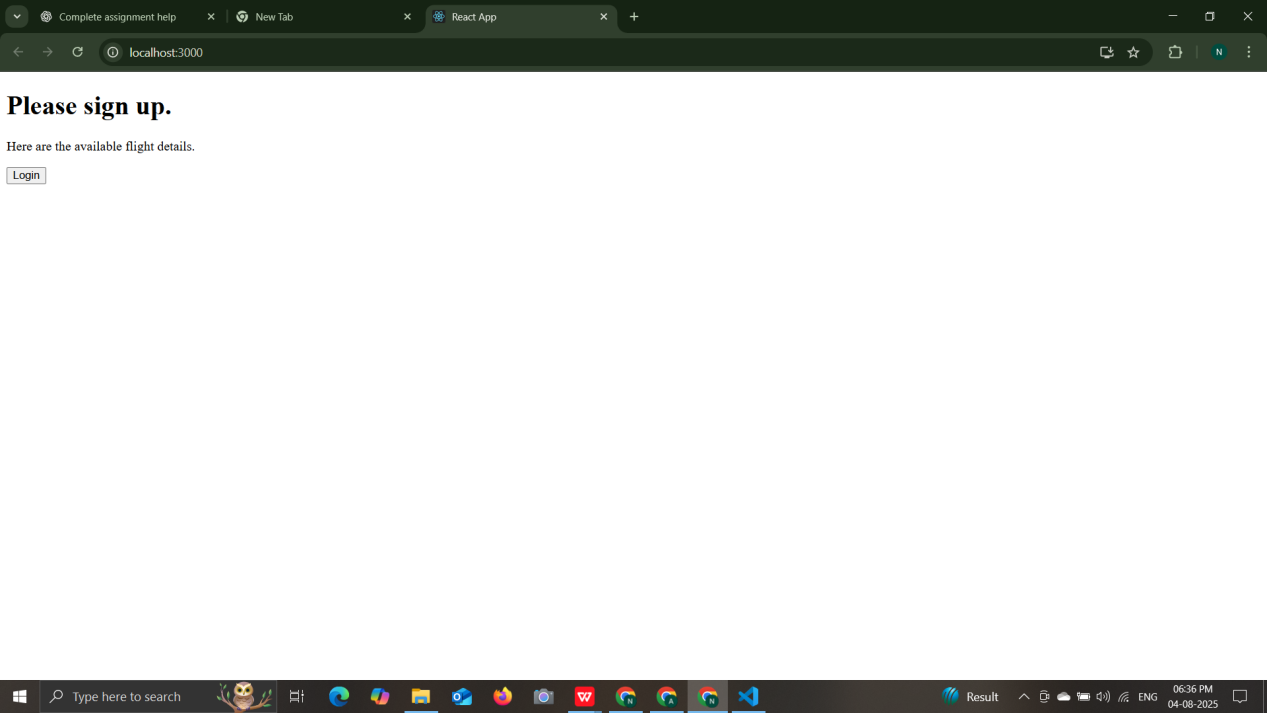 Complete assignment help
New Tab
React App
localhost:3000
N
Please sign up.
Here are the available flight details.
Login
Type here to search
W
N
A
N
Result
ENG
06:36 PM
04-08-2025